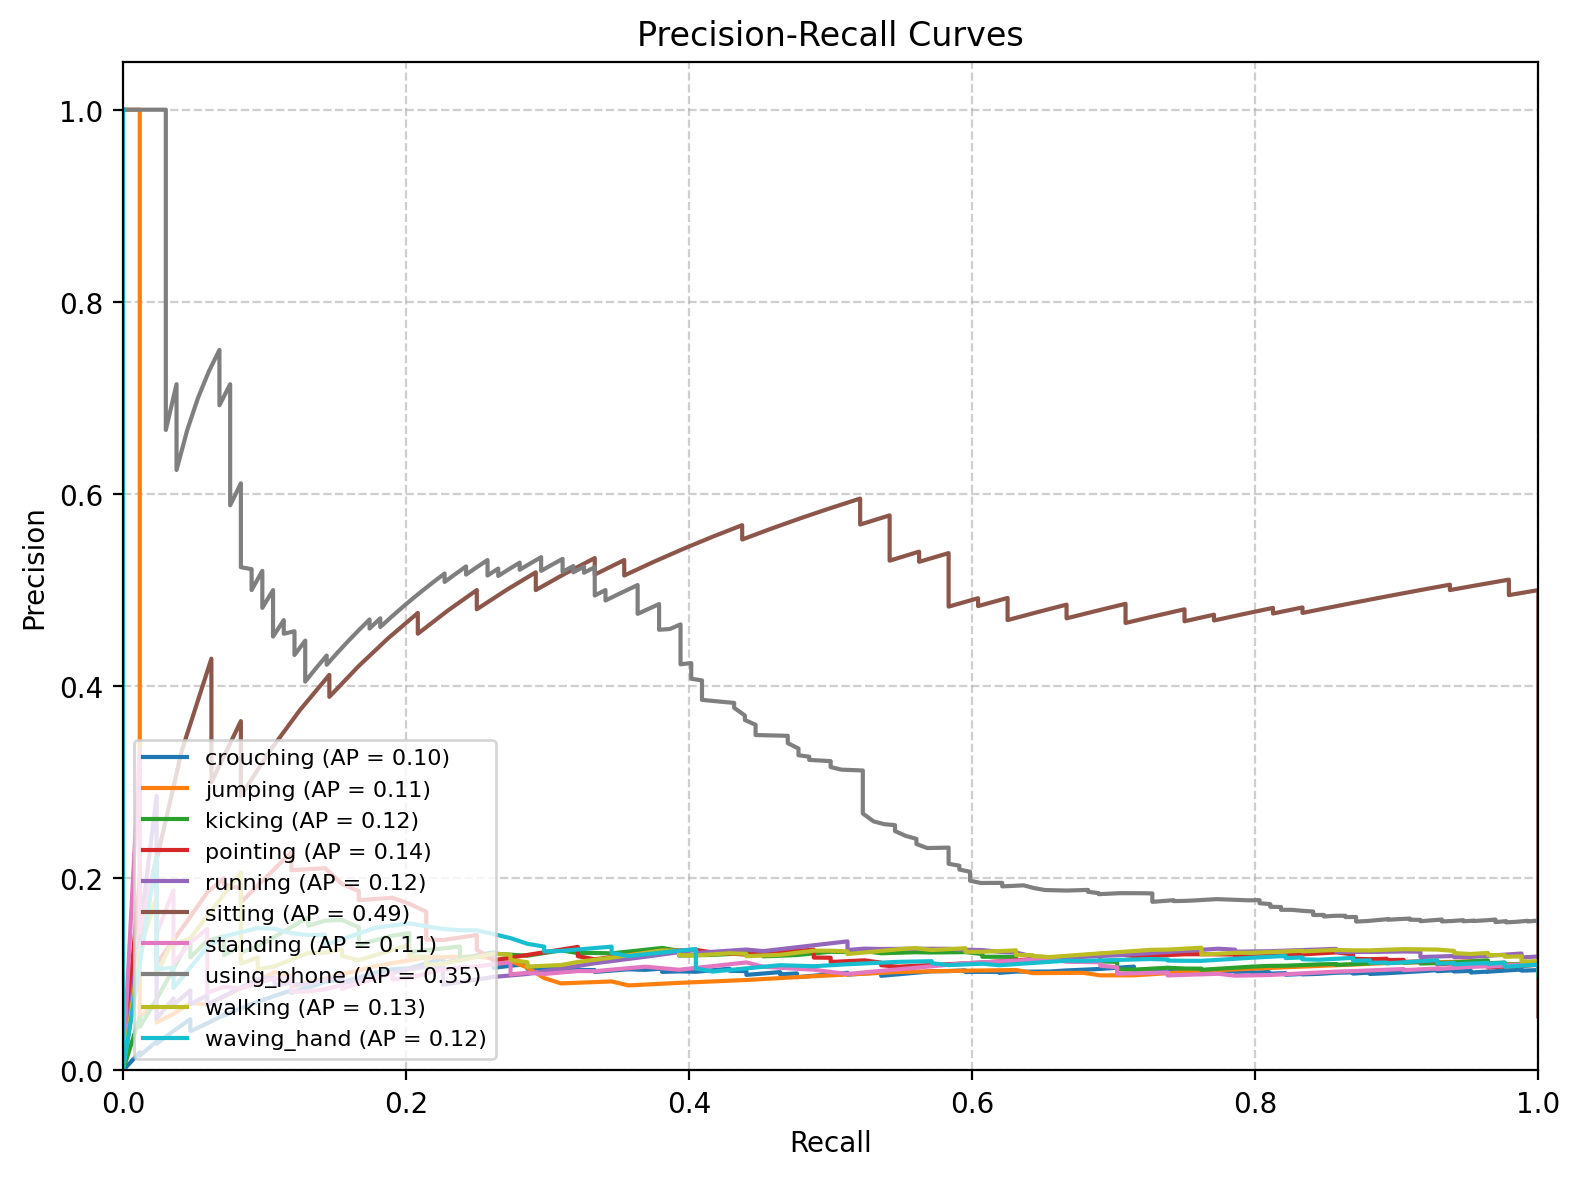 Precision-Recall Curves
Precision
1.0
0.8
0.6
0.4
0.2
0.0
crouching (AP = 0.10)
jumping (AP = 0.11)
kicking (AP = 0.12)
pointing (AP = 0.14)
running (AP = 0.12)
sitting (AP = 0.49)
standing (AP = 0.11)
using_phone (AP = 0.35)
walking (AP = 0.13)
waving_hand (AP = 0.12)
0.0 0.2 0.4 0.6 0.8 1.0
Recall